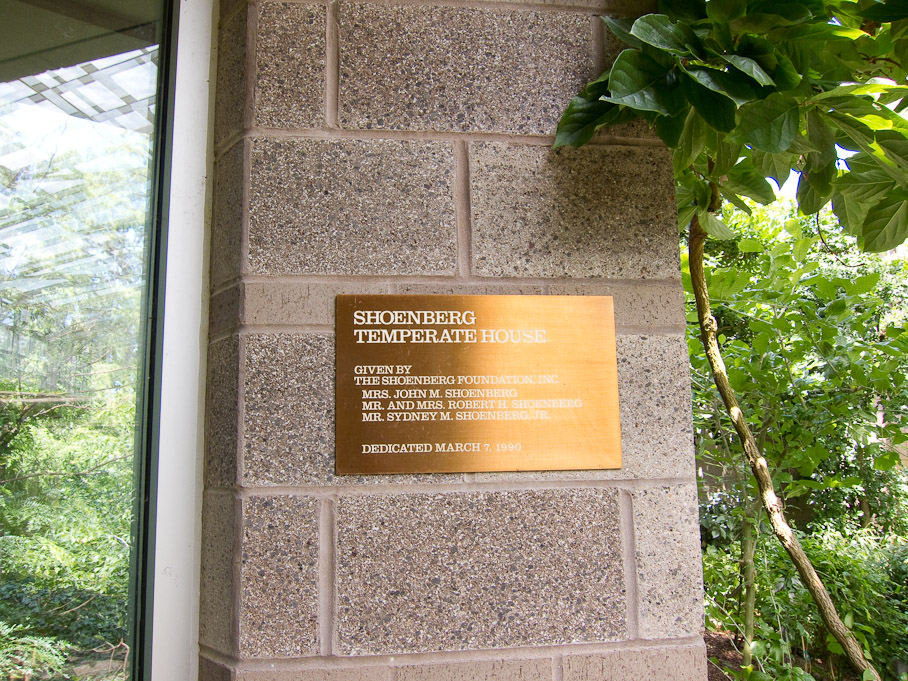 SHOENBERG
TEMPERATE HOUSE
GIVEN BY
THE SHOENBERG FOUNDATION, INC.
MRS. JOHN M. SHOENBERG
MR. AND MRS. ROBERT H. SHOENBERG
MR. SYDNEY M. SHOENBERG, JR.
DEDICATED MARCH 7, 1990